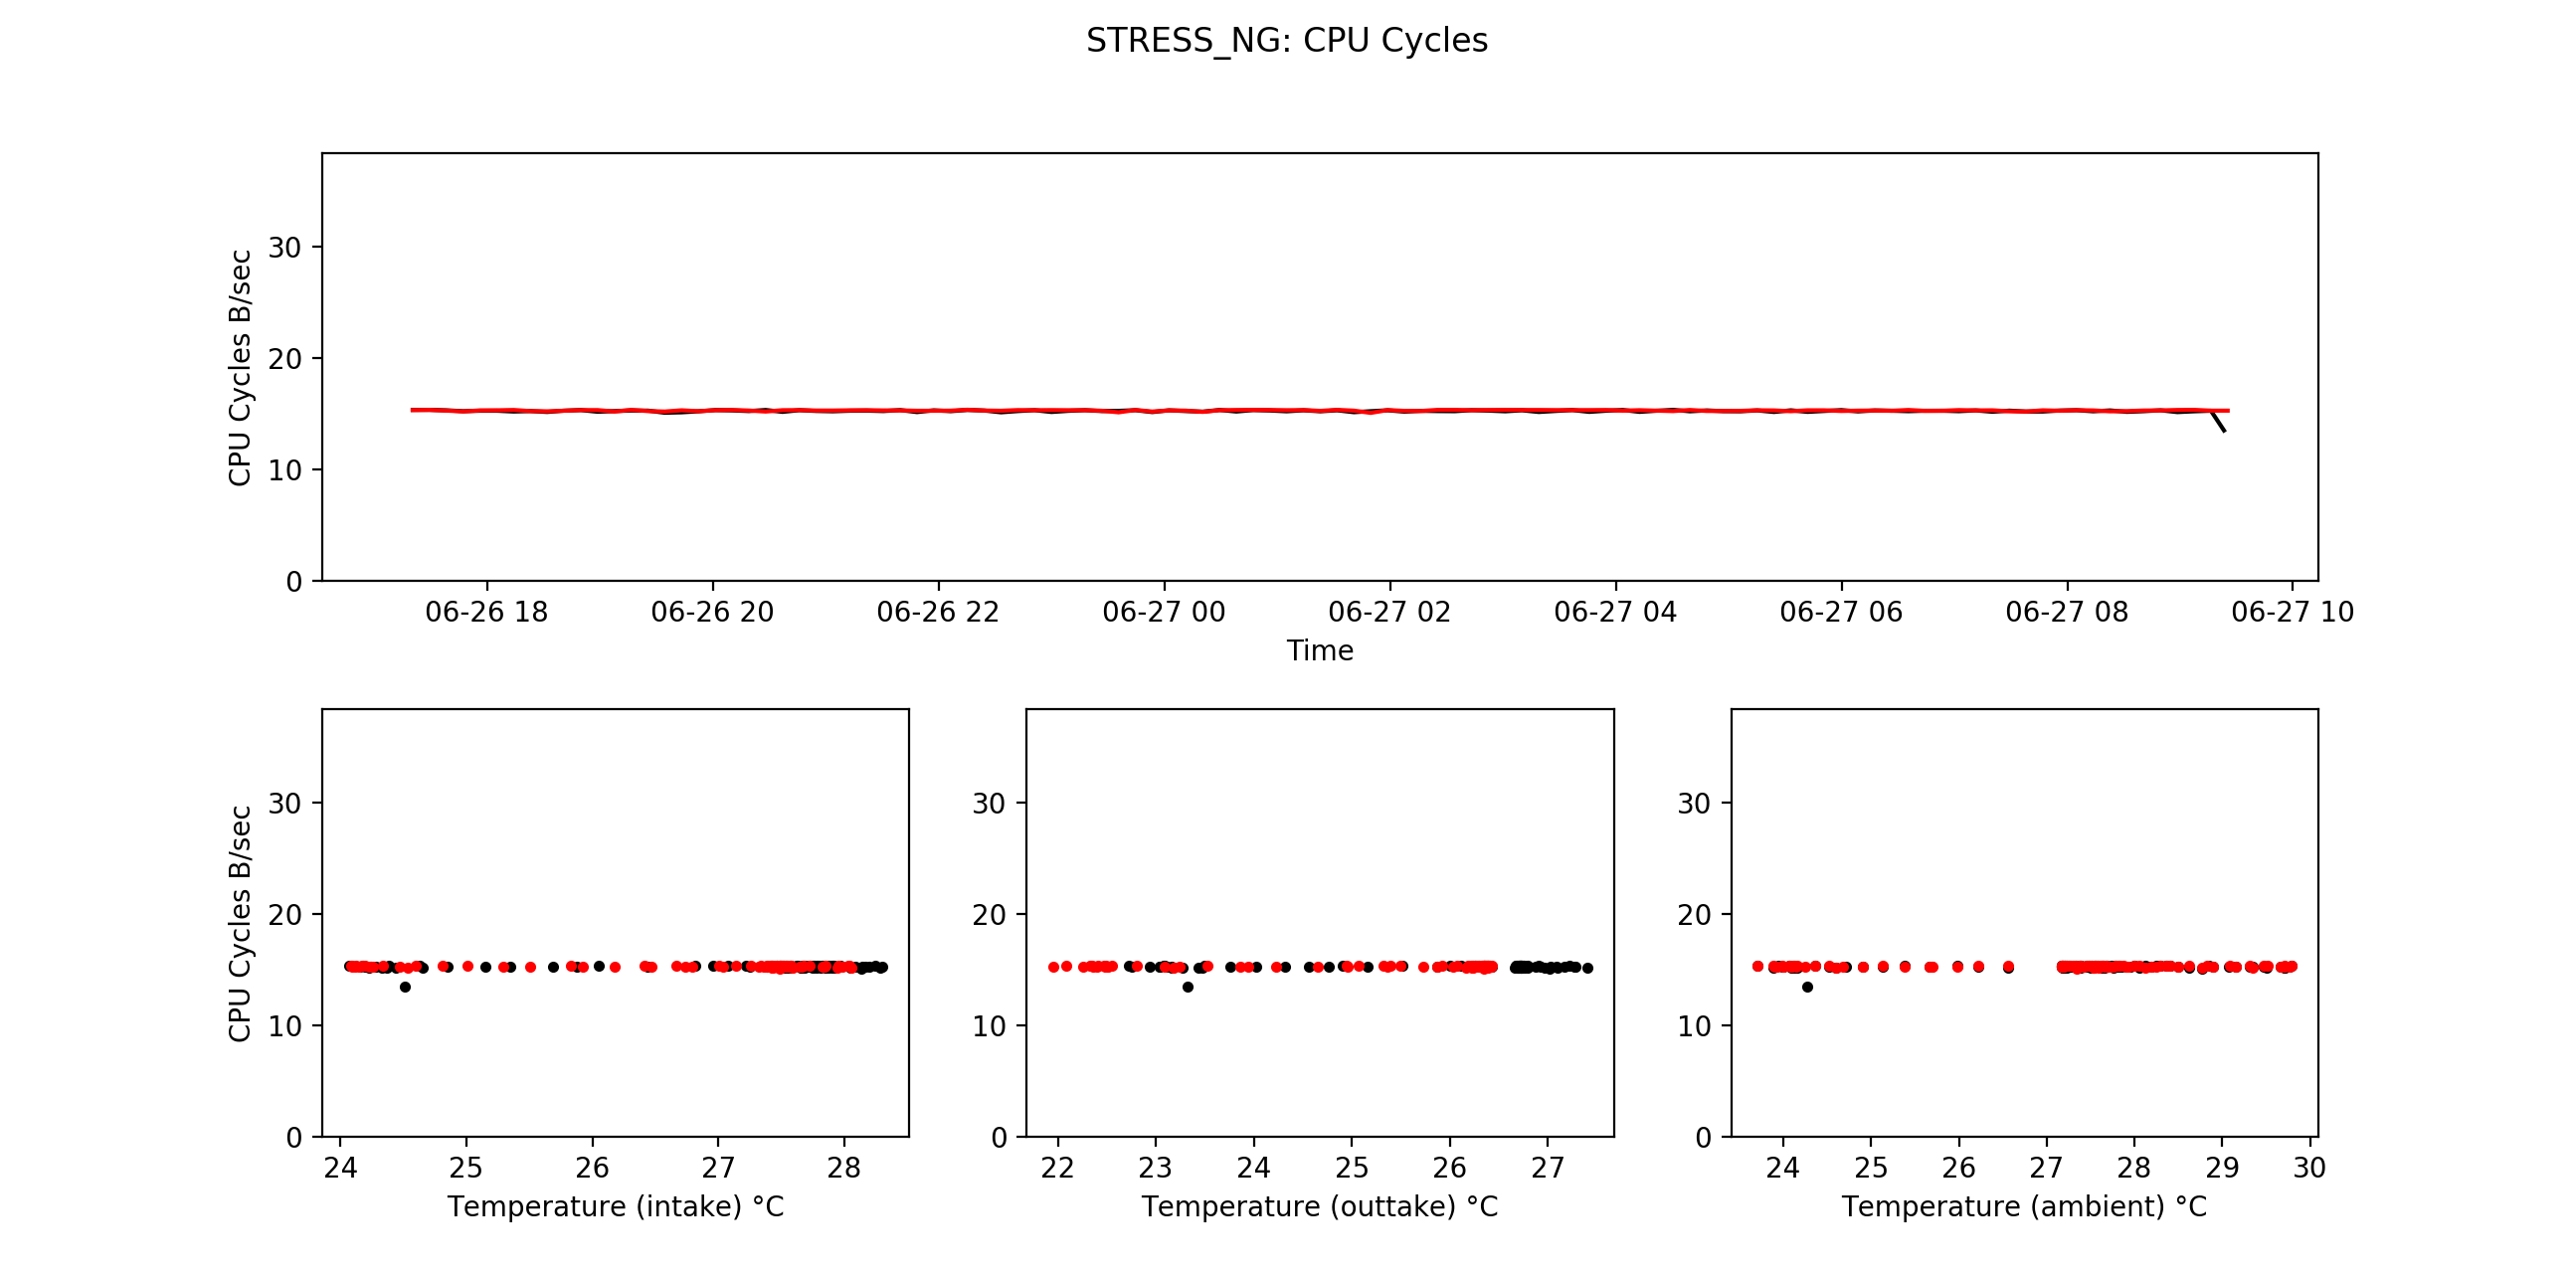 STRESS_NG: CPU Cycles
CPU Cycles B/sec
30
20
10
0
06-26 18 06-26 20 06-26 22 06-27 00 06-27 02 06-27 04 06-27 06 06-27 08 06-27 10
Time
CPU Cycles B/sec
30
20
10
0
24 25 26 27 28
Temperature (intake) °C
30
20
10
0
22 23 24 25 26 27
Temperature (outtake) °C
30
20
10
0
24 25 26 27 28 29 30
Temperature (ambient) °C